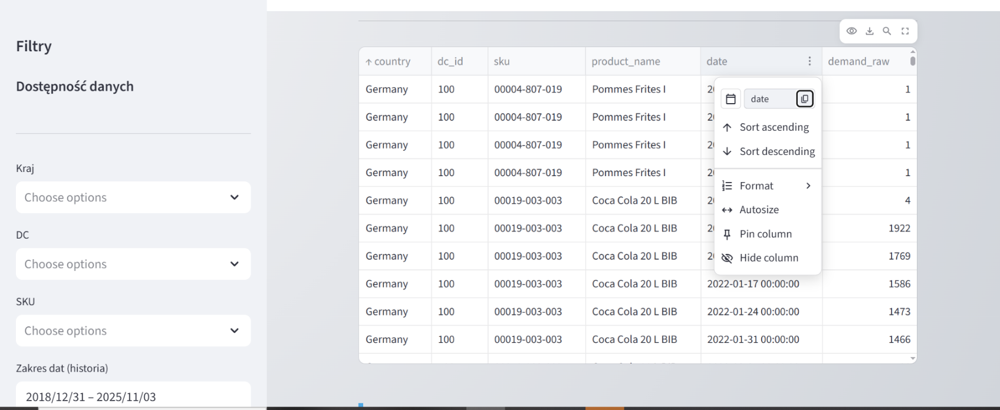 Filtry
Dostępność danych
Kraj
Choose options
DC
Choose options
SKU
Choose options
Zakres dat (historia)
2018/12/31 – 2025/11/03
country dc_id sku product_name date demand_raw
Germany 100 00004-807-019 Pommes Frites I 20 1
Germany 100 00004-807-019 Pommes Frites I 20 1
Germany 100 00004-807-019 Pommes Frites I 20 1
Germany 100 00004-807-019 Pommes Frites I 20 1
Germany 100 00019-003-003 Coca Cola 20 L BIB 20 4
Germany 100 00019-003-003 Coca Cola 20 L BIB 20 1922
Germany 100 00019-003-003 Coca Cola 20 L BIB 20 1769
Germany 100 00019-003-003 Coca Cola 20 L BIB 2022-01-17 00:00:00 1586
Germany 100 00019-003-003 Coca Cola 20 L BIB 2022-01-24 00:00:00 1473
Germany 100 00019-003-003 Coca Cola 20 L BIB 2022-01-31 00:00:00 1466
date
Sort ascending
Sort descending
Format
Autosize
Pin column
Hide column